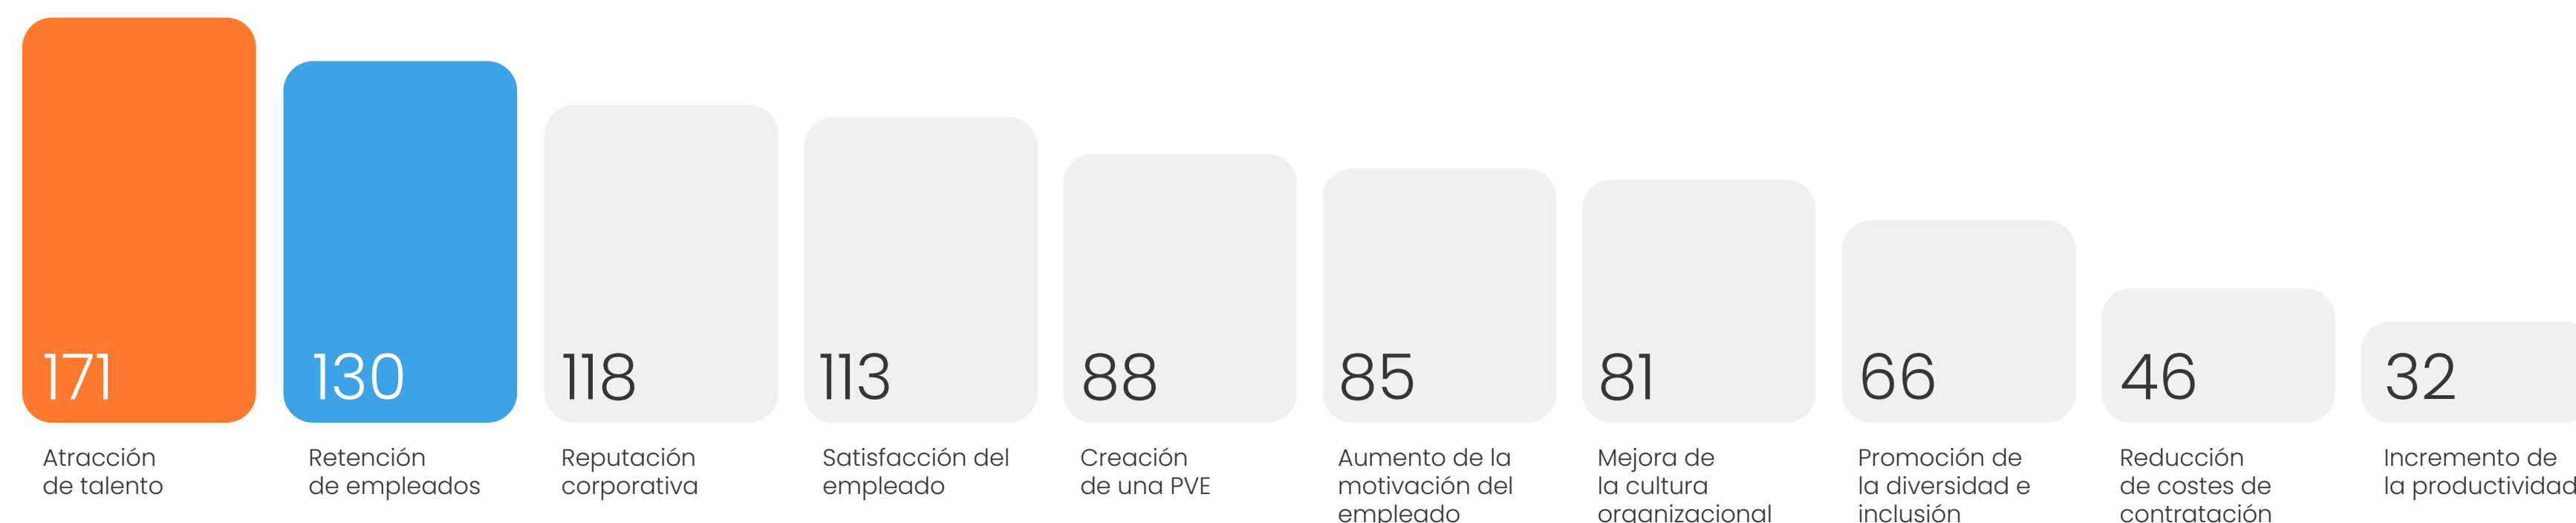 171
Atracción
de talento
130
Retención
de empleados
118
Reputación
corporativa
113
Satisfacción del
empleado
88
Creación
de una PVE
85
Aumento de la
motivación del
empleado
81
Mejora de
la cultura
organizacional
66
Promoción de
la diversidad e
inclusión
46
Reducción
de costes de
contratación
32
Incremento de
la productividad